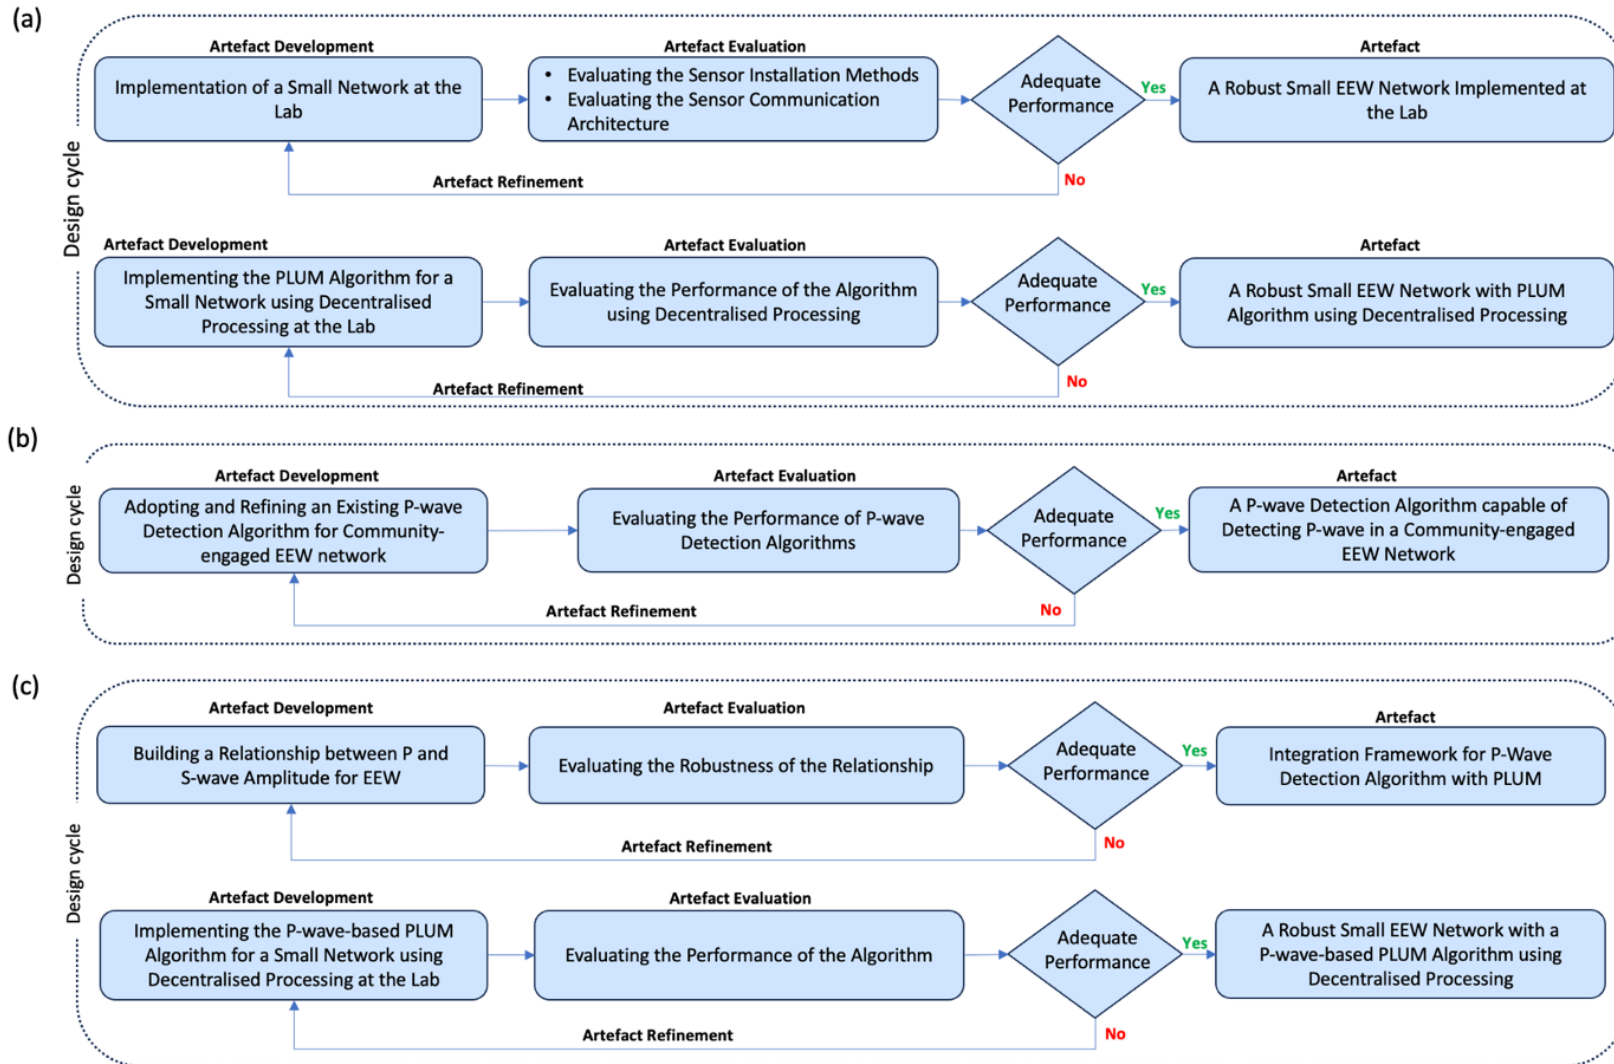 (a)
Design cycle
Artefact Development
Implementation of a Small Network at the
Lab
Artefact Evaluation
• Evaluating the Sensor Installation Methods
• Evaluating the Sensor Communication
Architecture
Adequate
Performance
Yes
Artefact
A Robust Small EEW Network Implemented at
the Lab
No
Artefact Refinement
Artefact Development
Implementing the PLUM Algorithm for a
Small Network using Decentralised
Processing at the Lab
Artefact Evaluation
Evaluating the Performance of the Algorithm
using Decentralised Processing
Adequate
Performance
Yes
Artefact
A Robust Small EEW Network with PLUM
Algorithm using Decentralised Processing
No
Artefact Refinement
(b)
Design cycle
Artefact Development
Adopting and Refining an Existing P-wave
Detection Algorithm for Community-
engaged EEW network
Artefact Evaluation
Evaluating the Performance of P-wave
Detection Algorithms
Adequate
Performance
Yes
Artefact
A P-wave Detection Algorithm capable of
Detecting P-wave in a Community-engaged
EEW Network
No
Artefact Refinement
(c)
Design cycle
Artefact Development
Building a Relationship between P and
S-wave Amplitude for EEW
Artefact Evaluation
Evaluating the Robustness of the Relationship
Adequate
Performance
Yes
Artefact
Integration Framework for P-Wave
Detection Algorithm with PLUM
No
Artefact Refinement
Artefact Development
Implementing the P-wave-based PLUM
Algorithm for a Small Network using
Decentralised Processing at the Lab
Artefact Evaluation
Evaluating the Performance of the Algorithm
Adequate
Performance
Yes
A Robust Small EEW Network with a
P-wave-based PLUM Algorithm using
Decentralised Processing
No
Artefact Refinement